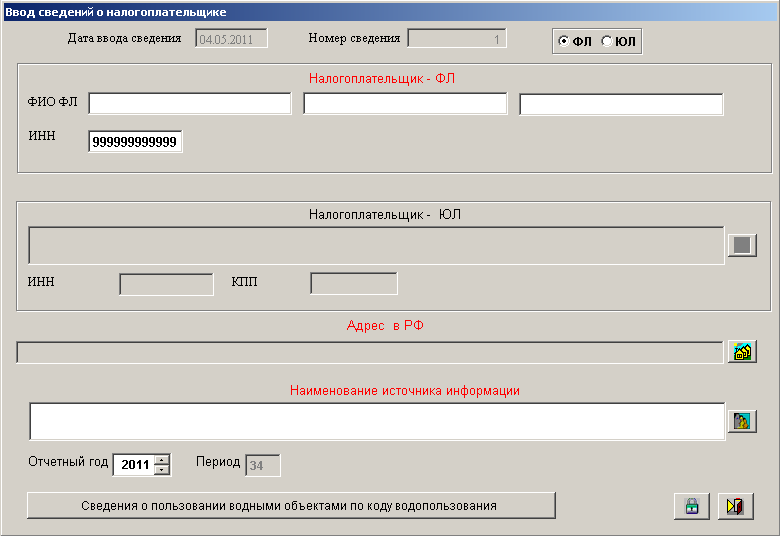 Ввод сведений о налогоплательщике
Дата ввода сведения 04.05.2011 Номер сведения 1 ФЛ ЮЛ
Налогоплательщик - ФЛ
ФИО ФЛ
ИНН 999999999999
Налогоплательщик - ЮЛ
ИНН КПП
Адрес в РФ
Наименование источника информации
Отчетный год 2011 Период 34
Сведения о пользовании водными объектами по коду водопользования